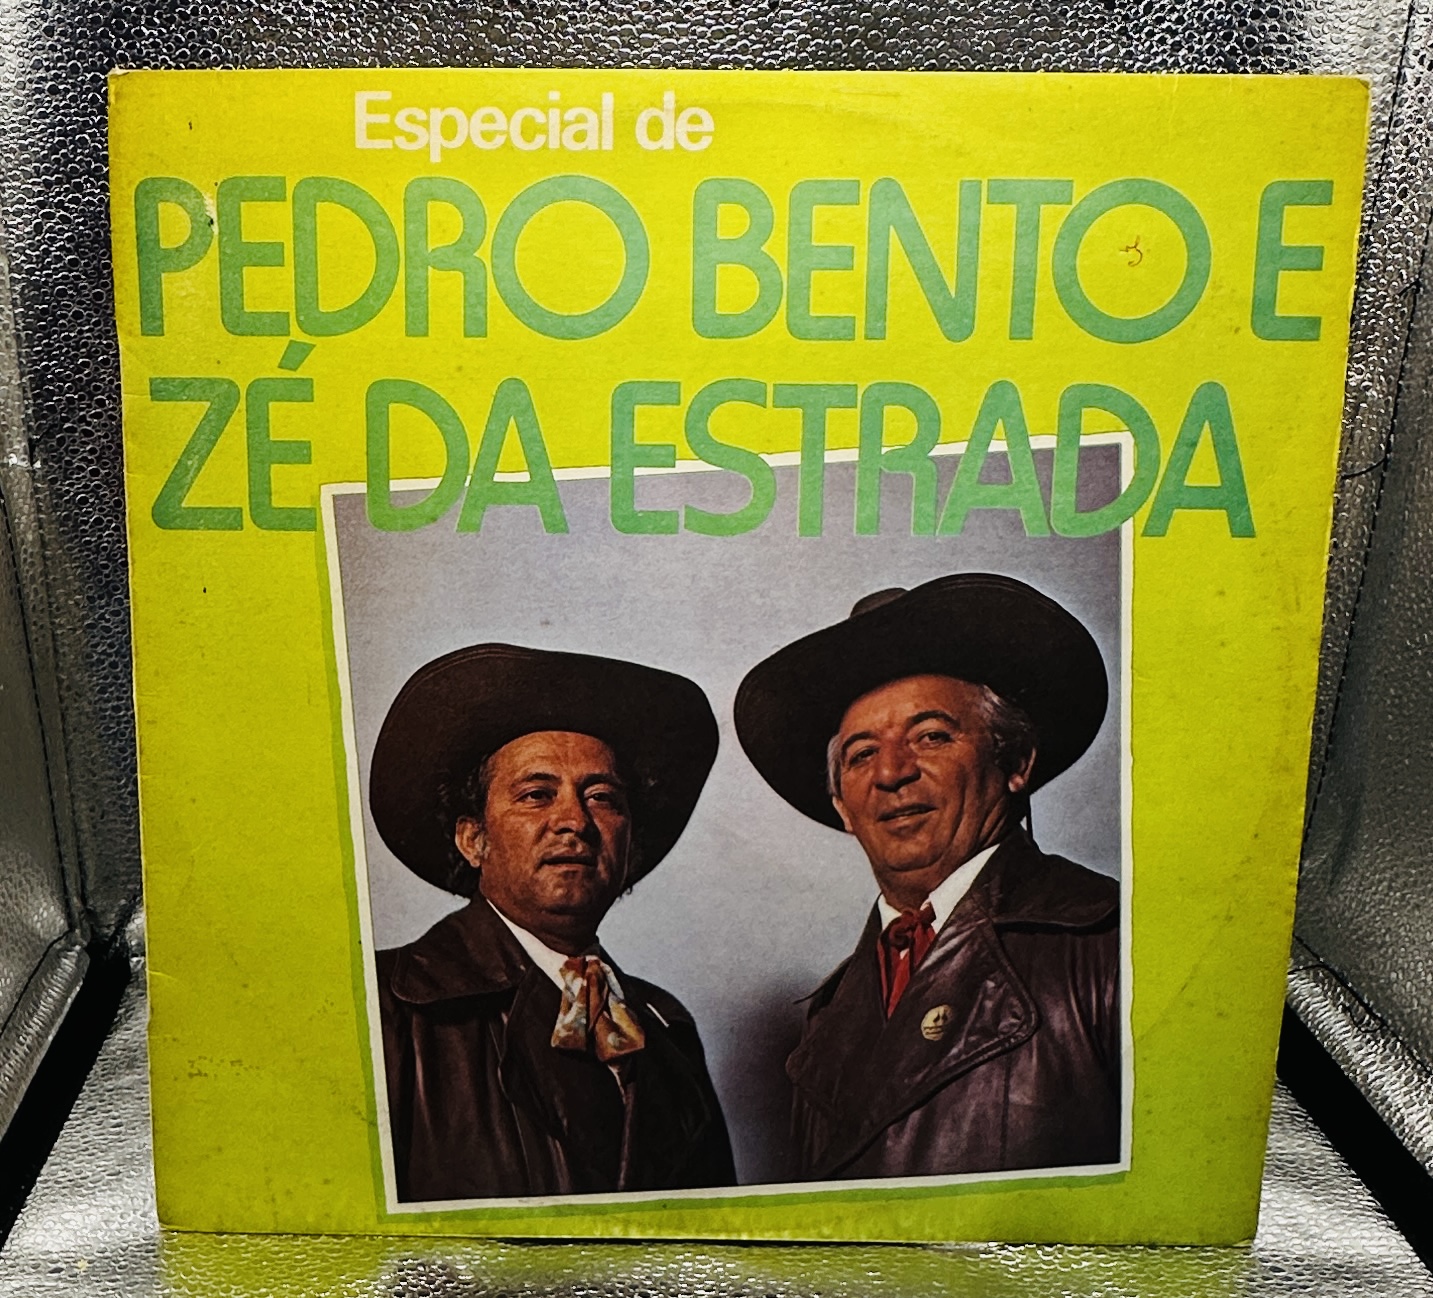 Especial de
PEDRO BENTO E
ZÉ DA ESTRADA